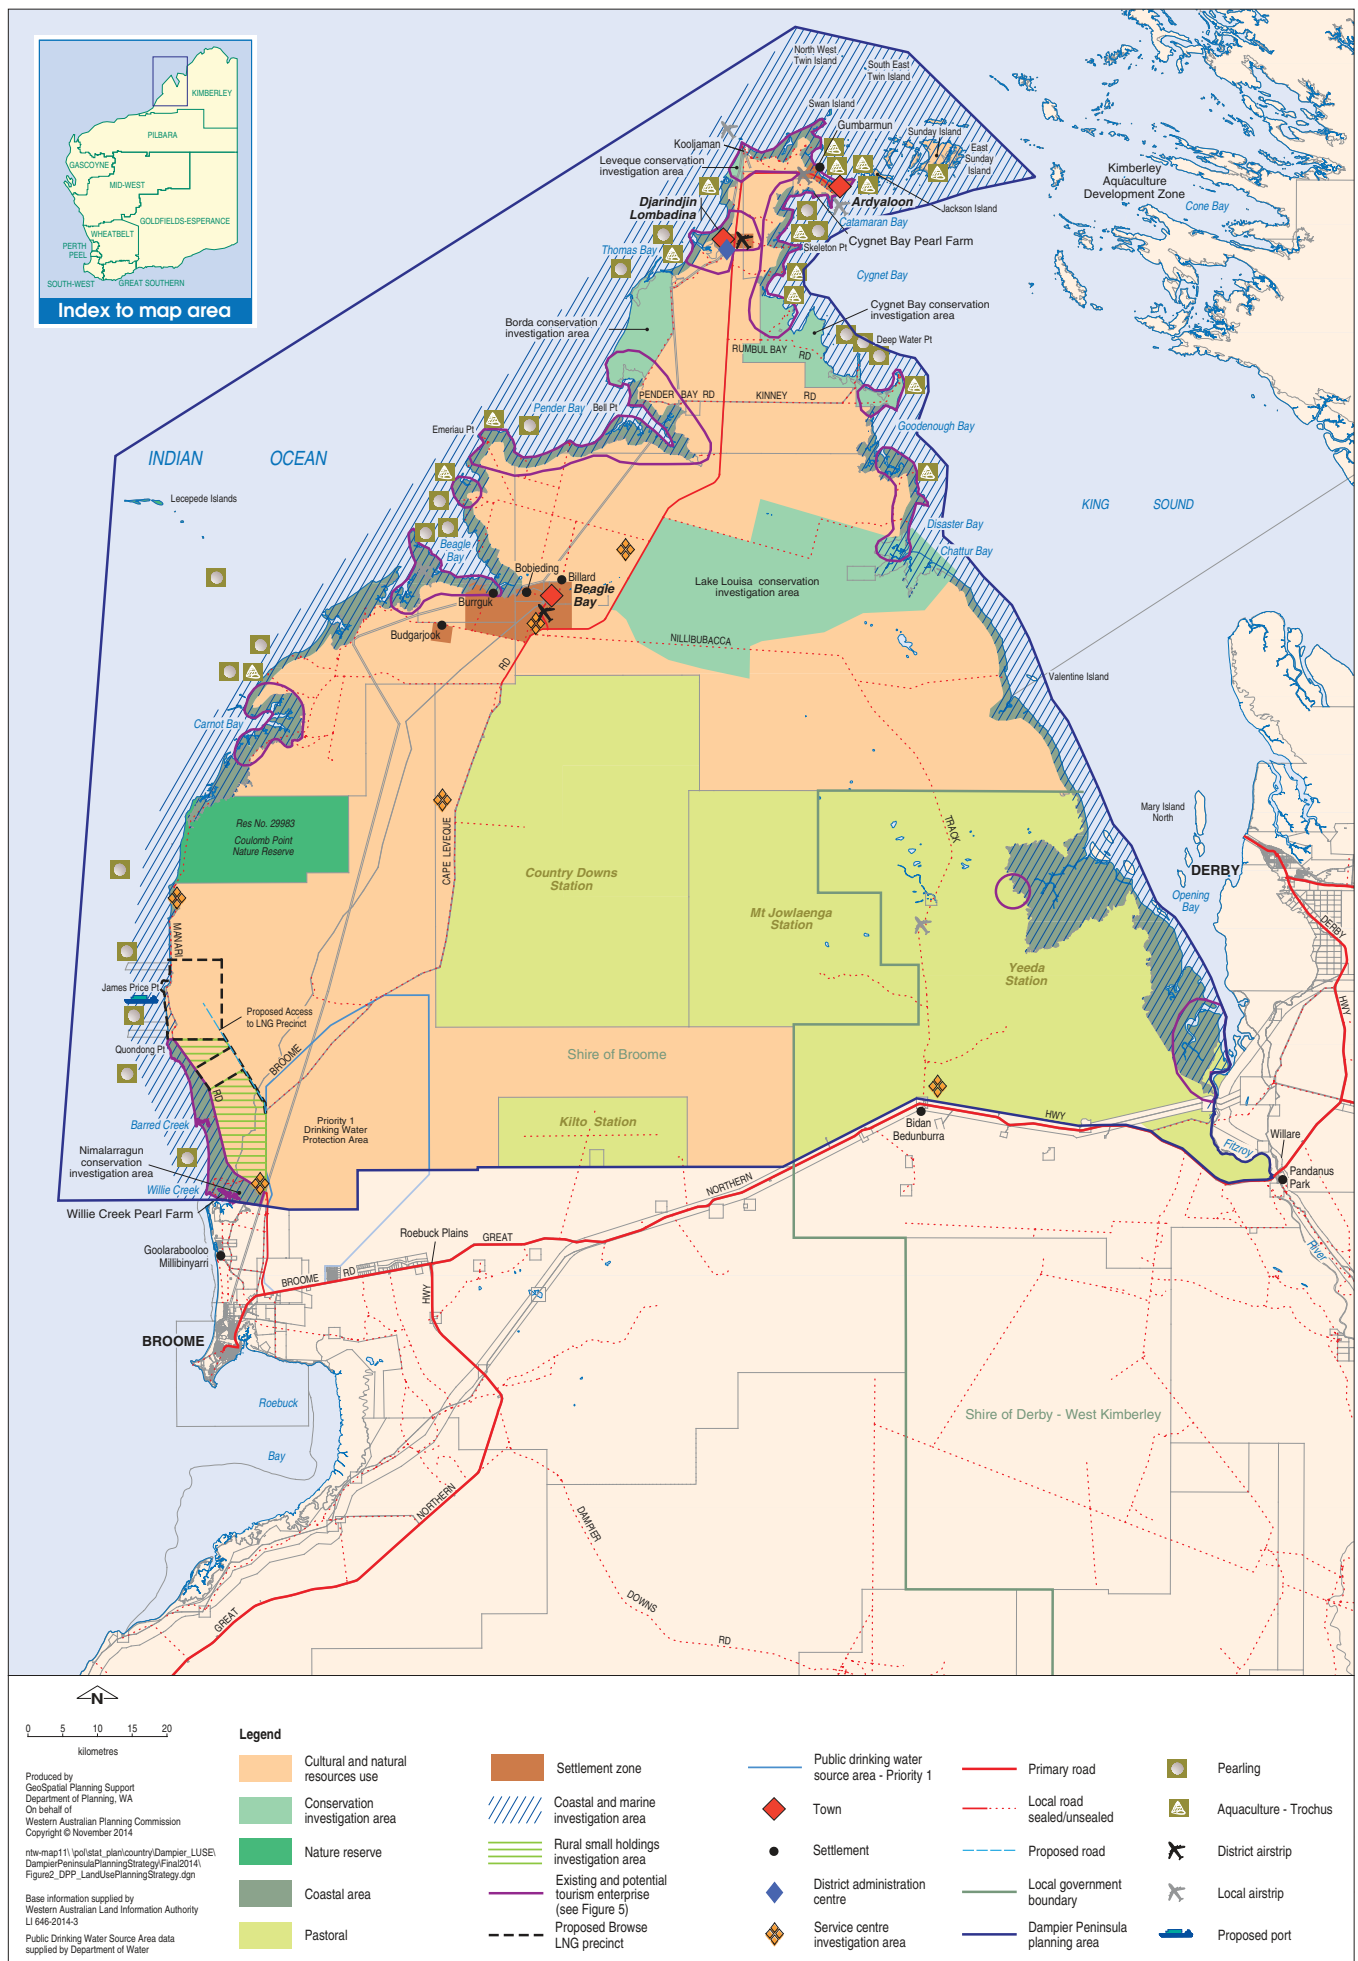 KIMBERLEY
PILBARA
GASCOYNE
MID-WEST
GOLDFIELDS-ESPERANCE
WHEATBELT
PERTH
PEEL
SOUTH-WEST
GREAT SOUTHERN
Index to map area
North West
Twin Island
South East
Twin Island
Swan Island
Gumbarmun
Sunday Island
East
Sunday
Island
Kooljaman
Leveque conservation
investigation area
Kimberley
Aquaculture
Development Zone
Cone Bay
Djarindjin
Lombadina
Ardyaloon
Jackson Island
Catamaran Bay
Thomas Bay
Skeleton Pt
Cygnet Bay Pearl Farm
Cygnet Bay
Cygnet Bay conservation
investigation area
Borda conservation
investigation area
RUMBUL BAY
RD
Deep Water Pt
PENDER BAY RD
KINNEY RD
Pender Bay
Bell Pt
Emeriau Pt
Goodenough Bay
INDIAN OCEAN
Lecepede Islands
KING SOUND
Disaster Bay
Chattur Bay
Beagle
Bay
Bobieding
Billard
Beagle
Bay
Burrguk
Budgarjook
Lake Louisa conservation
investigation area
NILLIBUBACCA
RD
Valentine Island
Carnot Bay
Res No. 29983
Coulomb Point
Nature Reserve
CAPE LEVEQUE
TRACK
Mary Island
North
DERBY
Country Downs
Station
Mt Jowlaenga
Station
Opening
Bay
DERBY
HWY
Yeeda
Station
MANARI
James Price Pt
Proposed Access
to LNG Precinct
Quondong Pt
BROOME
RD
Shire of Broome
Barred Creek
Priority 1
Drinking Water
Protection Area
Kilto Station
Bidan
Bedunburra
HWY
Fitzroy
Willare
Pandanus
Park
River
Nimalarragun
conservation
investigation area
Willie Creek
Willie Creek Pearl Farm
NORTHERN
Roebuck Plains
GREAT
Goolarabooloo
Millibinyarri
BROOME RD
HWY
BROOME
Roebuck
Bay
Shire of Derby - West Kimberley
NORTHERN
DAMPIER
DOWNS
RD
GREAT
N
0 5 10 15 20
kilometres
Produced by
GeoSpatial Planning Support
Department of Planning, WA
On behalf of
Western Australian Planning Commission
Copyright © November 2014
ntw-map11\ \pol\stat_plan\country\Dampier_LUSE\
DampierPeninsulaPlanningStrategy\Final2014\
Figure2_DPP_LandUsePlanningStrategy.dgn
Base information supplied by
Western Australian Land Information Authority
LI 646-2014-3
Public Drinking Water Source Area data
supplied by Department of Water
Legend
Cultural and natural
resources use
Conservation
investigation area
Nature reserve
Coastal area
Pastoral
Settlement zone
Coastal and marine
investigation area
Rural small holdings
investigation area
Existing and potential
tourism enterprise
(see Figure 5)
Proposed Browse
LNG precinct
Public drinking water
source area - Priority 1
Town
Settlement
District administration
centre
Service centre
investigation area
Primary road
Local road
sealed/unsealed
Proposed road
Local government
boundary
Dampier Peninsula
planning area
Pearling
Aquaculture - Trochus
District airstrip
Local airstrip
Proposed port